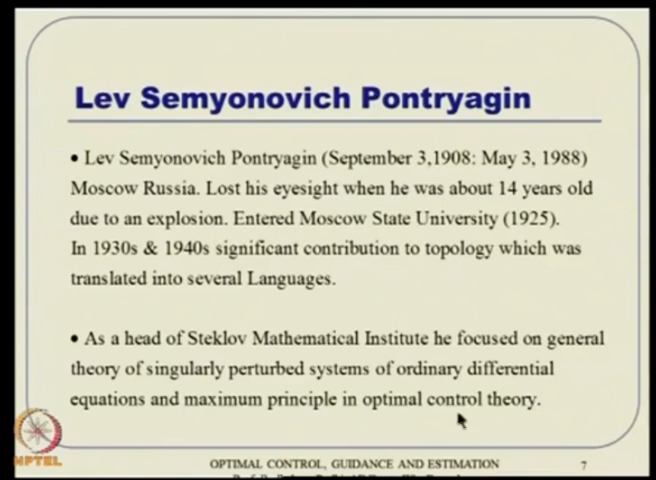 Lev Semyonovich Pontryagin
• Lev Semyonovich Pontryagin (September 3,1908: May 3, 1988)
Moscow Russia. Lost his eyesight when he was about 14 years old
due to an explosion. Entered Moscow State University (1925).
In 1930s & 1940s significant contribution to topology which was
translated into several Languages.
• As a head of Steklov Mathematical Institute he focused on general
theory of singularly perturbed systems of ordinary differential
equations and maximum principle in optimal control theory.
NPTEL
OPTIMAL CONTROL, GUIDANCE AND ESTIMATION
7